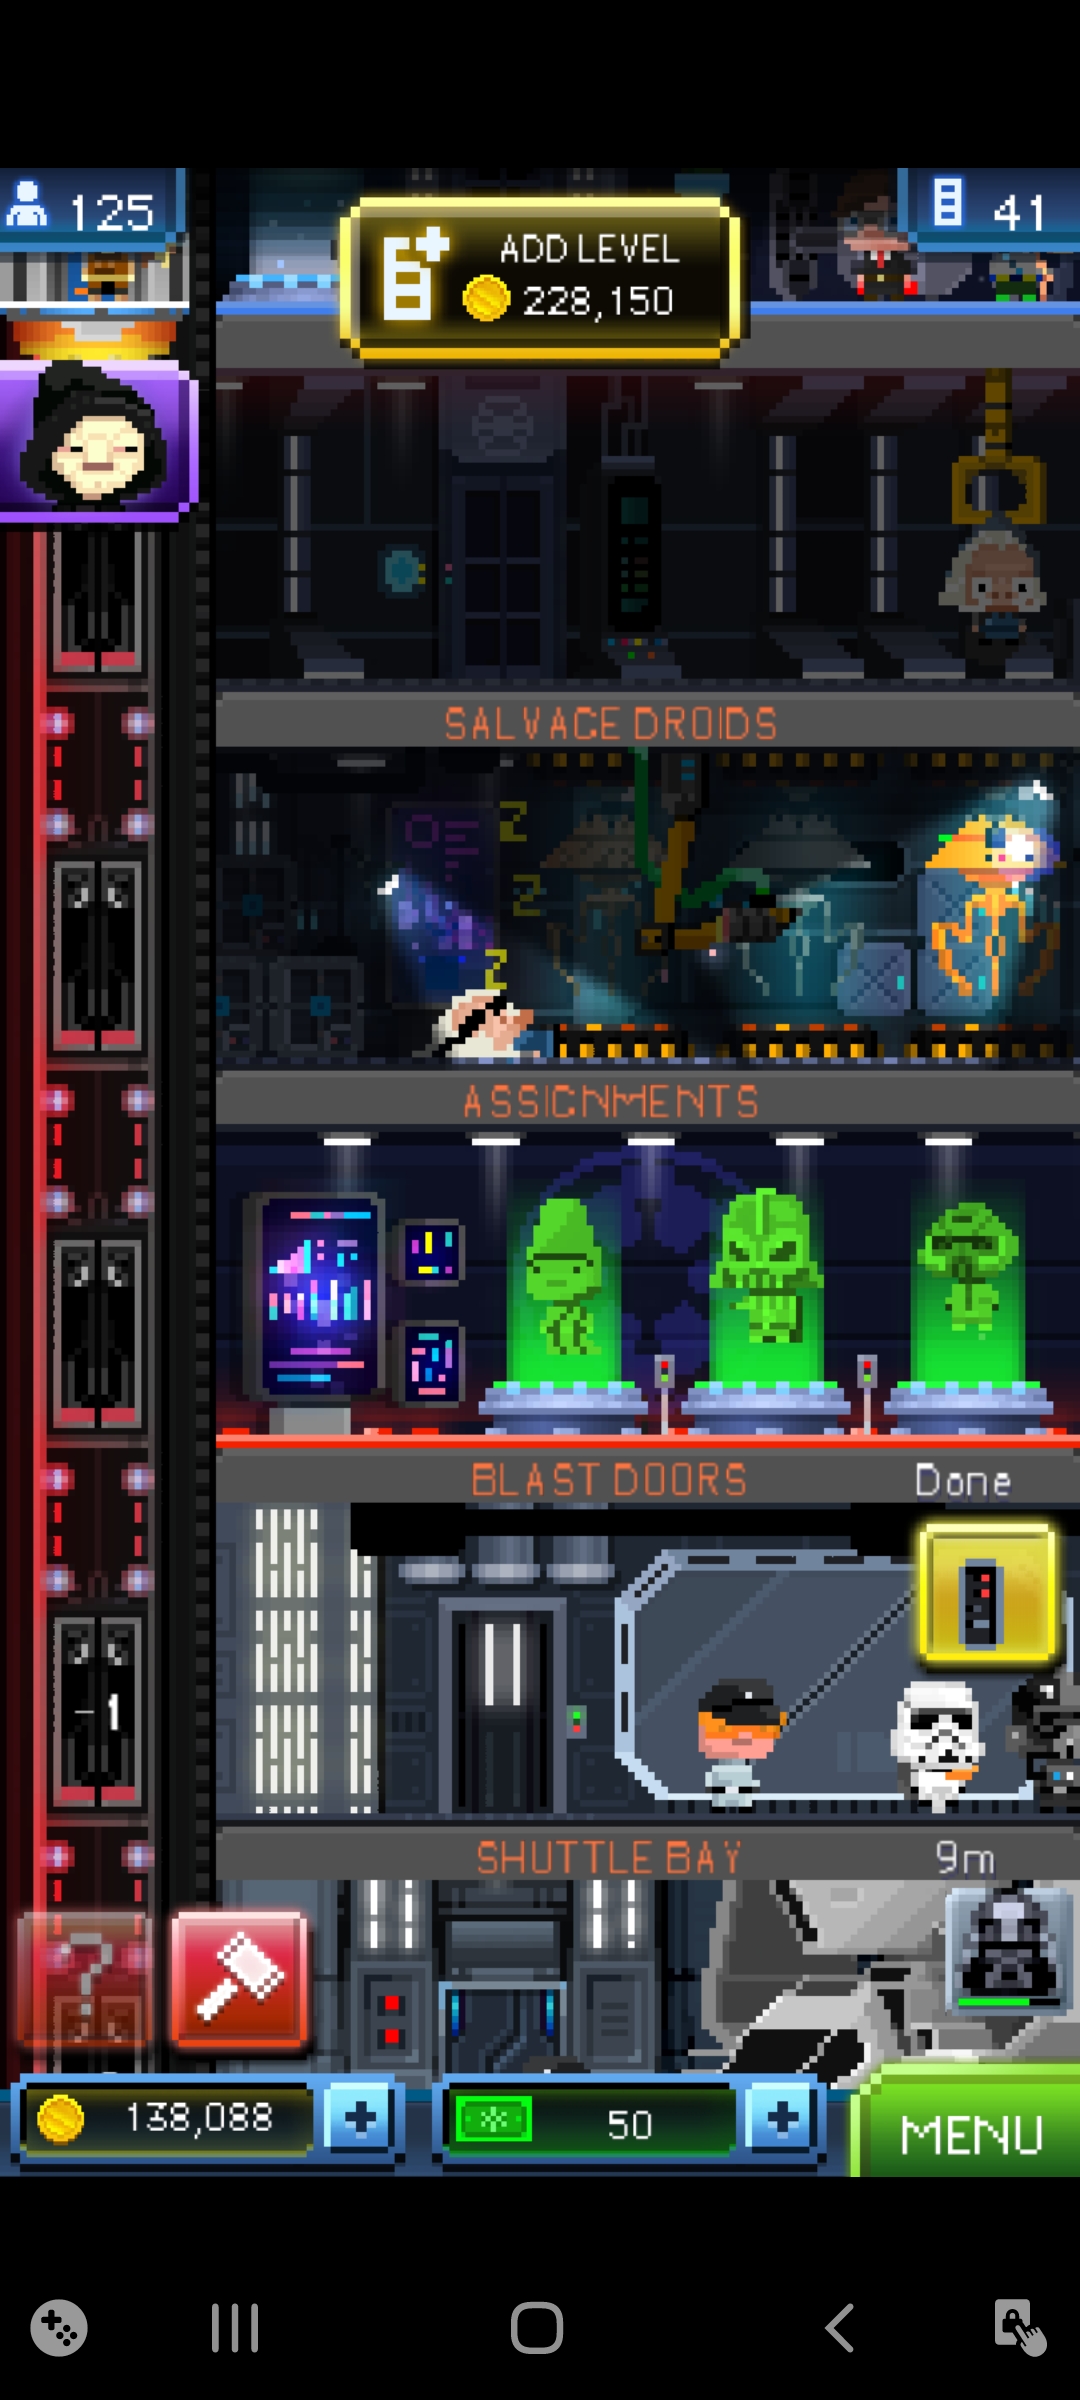 125
ADD LEVEL
228,150
41
SALVAGE DROIDS
Z
Z
Z
ASSIGNMENTS
BLAST DOORS
Done
-1
SHUTTLE BAY
9m
?
138,088
50
MENU